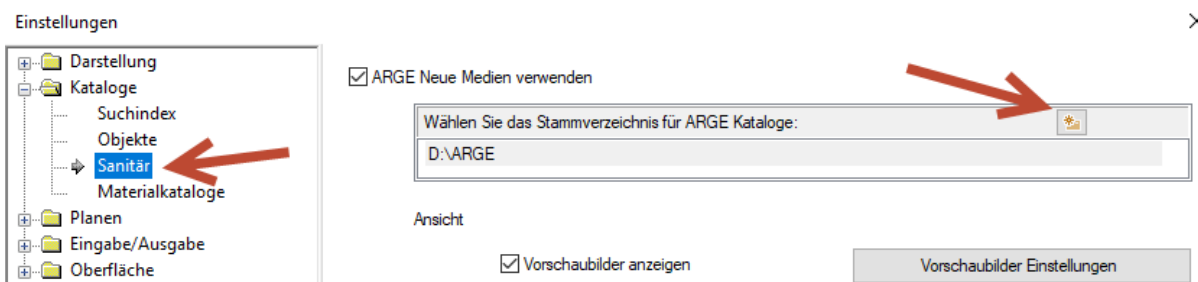 Einstellungen
Darstellung
Kataloge
Suchindex
Objekte
Sanitär
Materialkataloge
Planen
Eingabe/Ausgabe
Oberfläche
ARGE Neue Medien verwenden
Wählen Sie das Stammverzeichnis für ARGE Kataloge:
D:\ARGE
Ansicht
Vorschaubilder anzeigen
Vorschaubilder Einstellungen